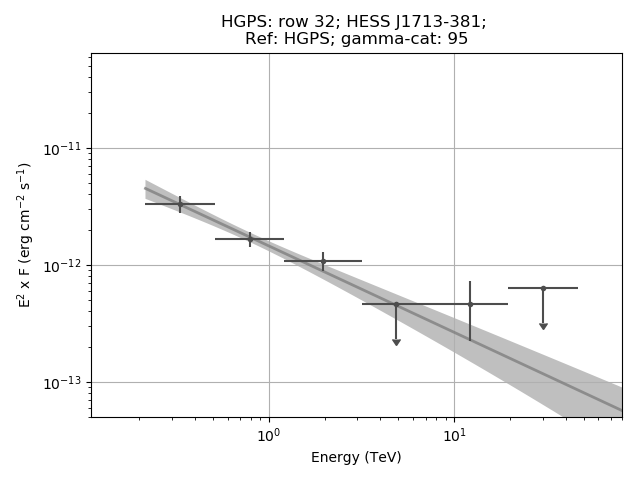 HGPS: row 32; HESS J1713-381;
Ref: HGPS; gamma-cat: 95
E² x F (erg cm⁻² s⁻¹)
10⁻¹¹
10⁻¹²
10⁻¹³
10⁰ 10¹
Energy (TeV)